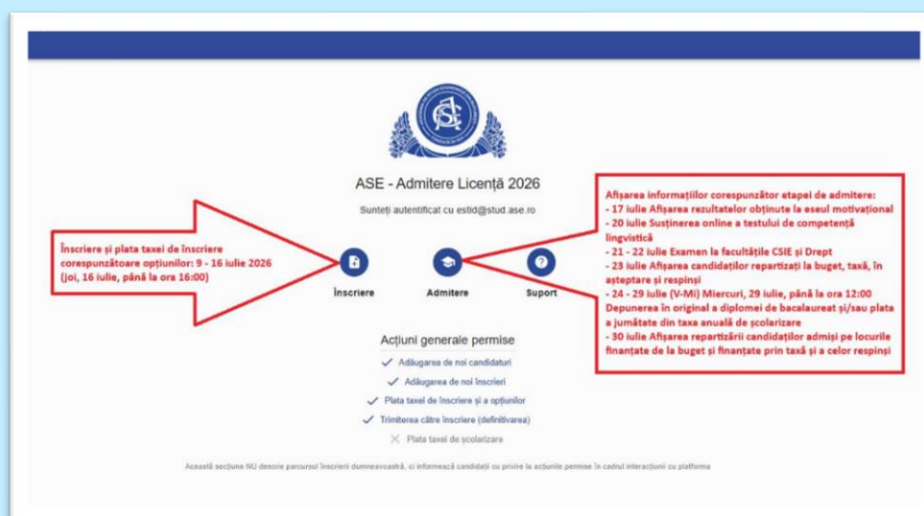 ASE - Admitere Licență 2026
Sunteți autentificat cu estid@stud.ase.ro
Înscriere și plata taxei de înscriere
corespunzătoare opțiunilor: 9 - 16 iulie 2026
(joi, 16 iulie, până la ora 16:00)
Înscriere
Admitere
Suport
Afișarea informațiilor corespunzător etapei de admitere:
- 17 iulie Afișarea rezultatelor obținute la eseul motivațional
- 20 iulie Susținerea online a testului de competență
lingvistică
- 21 - 22 iulie Examen la facultățile CSIE și Drept
- 23 iulie Afișarea candidaților repartizați la buget, taxă, în
așteptare și respinși
- 24 - 29 iulie (V-Mi) Miercuri, 29 iulie, până la ora 12:00
Depunerea în original a diplomei de bacalaureat și/sau plata
a jumătate din taxa anuală de școlarizare
- 30 iulie Afișarea repartizării candidaților admiși pe locurile
finanțate de la buget și finanțate prin taxă și a celor respinși
Acțiuni generale permise
Adăugarea de noi candidaturi
Adăugarea de noi înscrieri
Plata taxei de înscriere și a opțiunilor
Trimiterea către înscriere (definitivarea)
Plata taxei de școlarizare
Această secțiune NU descrie parcursul înscrierii dumneavoastră, ci informează candidații cu privire la acțiunile permise în cadrul interacțiunii cu platforma